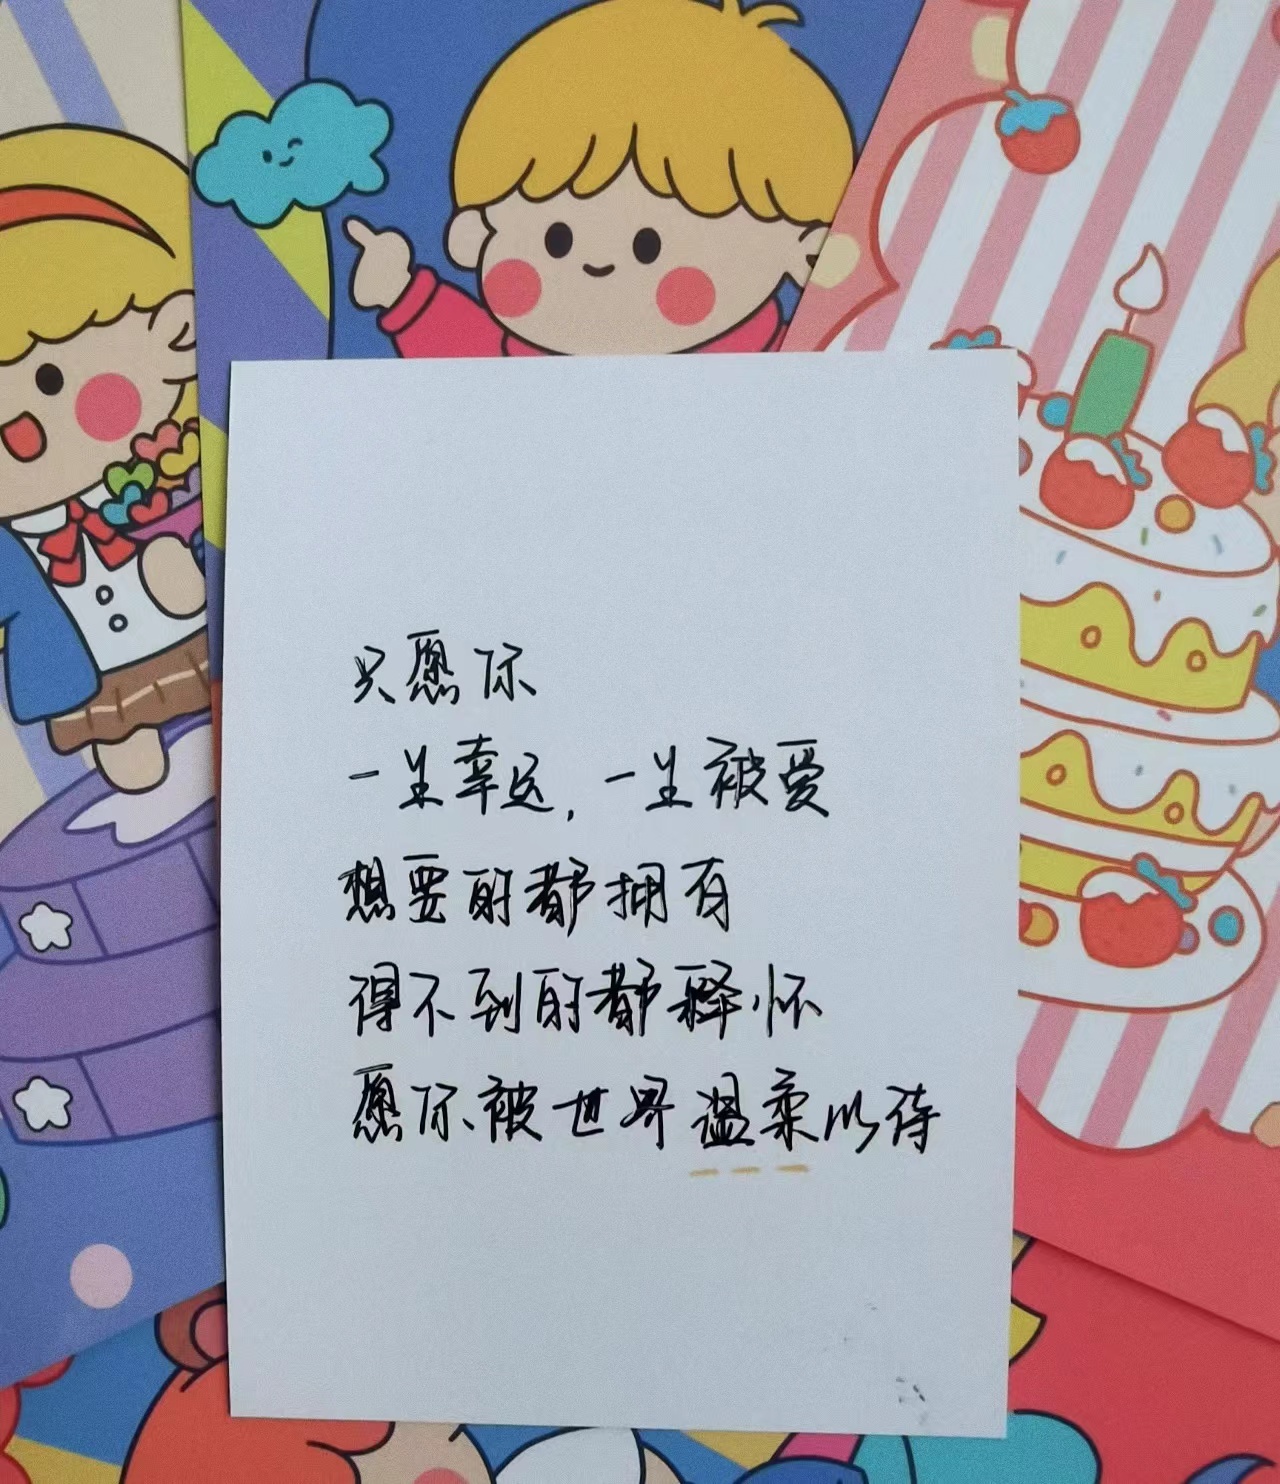 只愿你
一生幸运,一生被爱
想要的都拥有
得不到的都释怀
愿你被世界温柔以待